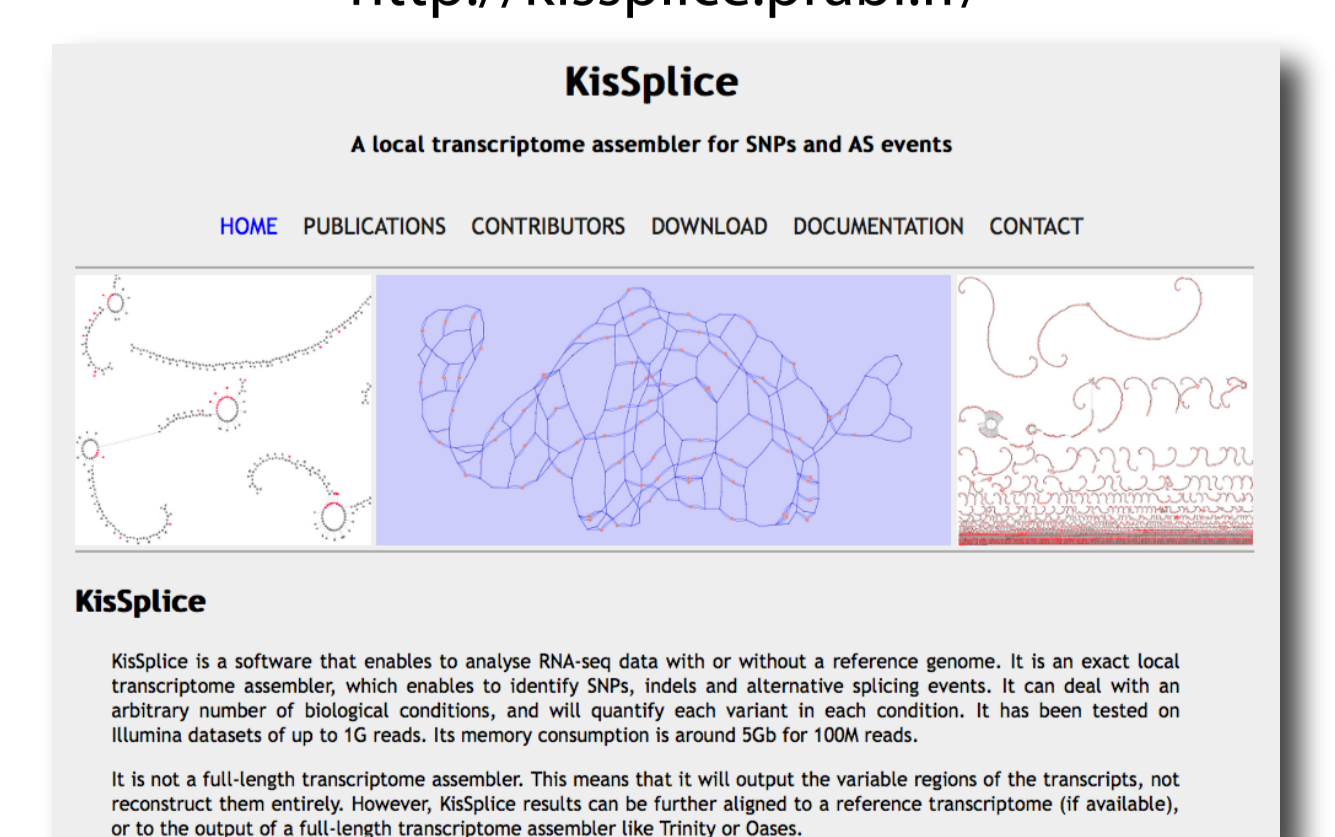 http://kissplice.prabi.fr/
KisSplice
A local transcriptome assembler for SNPs and AS events
HOME PUBLICATIONS CONTRIBUTORS DOWNLOAD DOCUMENTATION CONTACT
KisSplice
KisSplice is a software that enables to analyse RNA-seq data with or without a reference genome. It is an exact local
transcriptome assembler, which enables to identify SNPs, indels and alternative splicing events. It can deal with an
arbitrary number of biological conditions, and will quantify each variant in each condition. It has been tested on
Illumina datasets of up to 1G reads. Its memory consumption is around 5Gb for 100M reads.
It is not a full-length transcriptome assembler. This means that it will output the variable regions of the transcripts, not
reconstruct them entirely. However, KisSplice results can be further aligned to a reference transcriptome (if available),
or to the output of a full-length transcriptome assembler like Trinity or Oases.